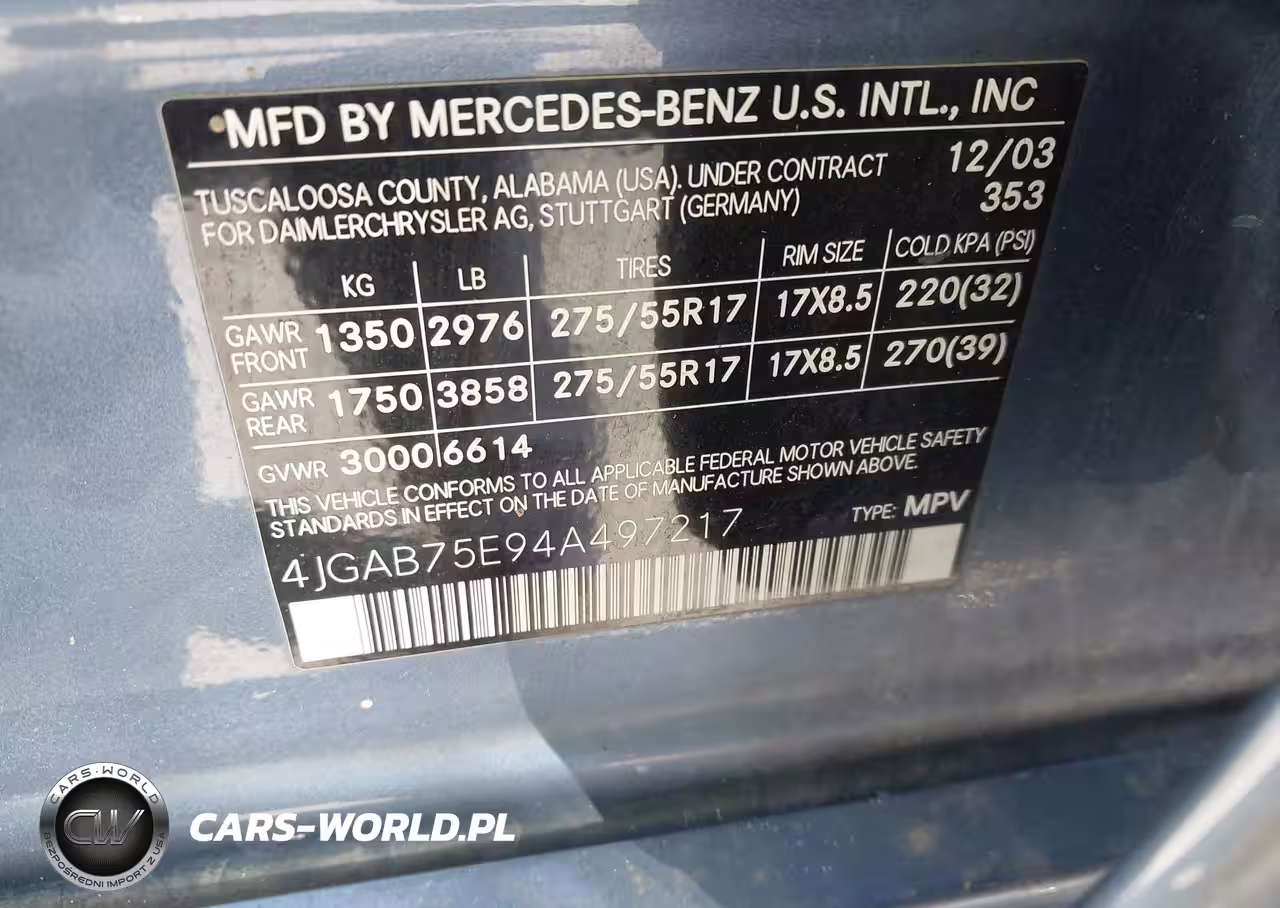 MFD BY MERCEDES-BENZ U.S. INTL., INC
TUSCALOOSA COUNTY, ALABAMA (USA). UNDER CONTRACT 12/03
FOR DAIMLERCHRYSLER AG, STUTTGART (GERMANY) 353
KG LB TIRES RIM SIZE COLD KPA (PSI)
GAWR FRONT 1350 2976 275/55R17 17X8.5 220(32)
GAWR REAR 1750 3858 275/55R17 17X8.5 270(39)
GVWR 3000 6614
THIS VEHICLE CONFORMS TO ALL APPLICABLE FEDERAL MOTOR VEHICLE SAFETY
STANDARDS IN EFFECT ON THE DATE OF MANUFACTURE SHOWN ABOVE.
4JGAB75E94A497217 TYPE: MPV
CARS-WORLD
CW
BEZPOŚREDNI IMPORT Z USA
CARS-WORLD.PL